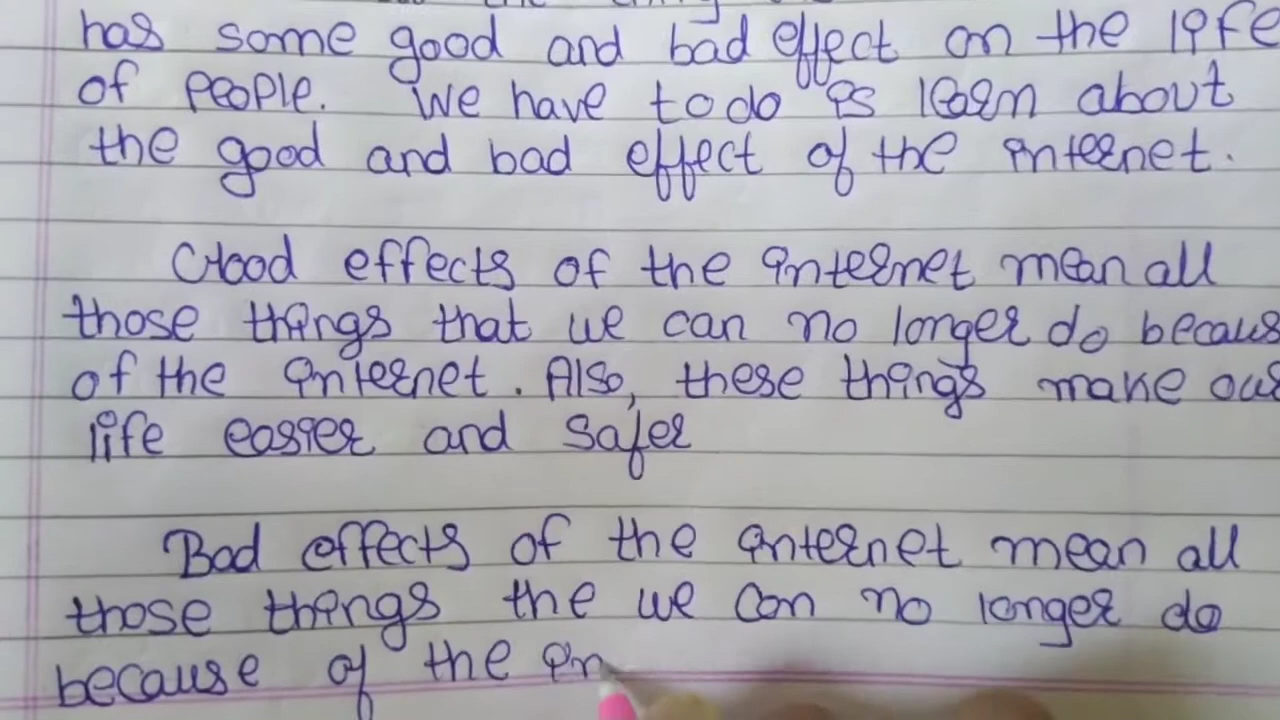 has some good and bad effect on the life
of people. We have to do is learn about
the good and bad effect of the internet.
Good effects of the internet mean all
those things that we can no longer do becaus
of the internet. Also, these things make our
life easier and safer
Bad effects of the internet mean all
those things the we can no longer do
because of the in